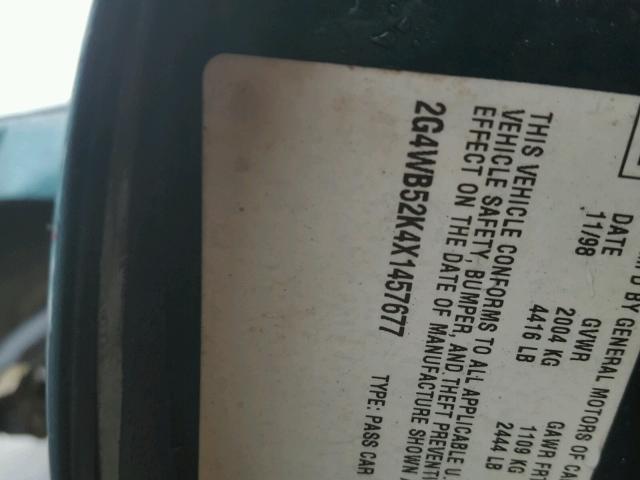 MF'D BY GENERAL MOTORS OF CA
DATE GVWR GAWR FRT
11/98 2004 KG 1109 KG
4416 LB 2444 LB
THIS VEHICLE CONFORMS TO ALL APPLICABLE U.
VEHICLE SAFETY, BUMPER, AND THEFT PREVENTI
EFFECT ON THE DATE OF MANUFACTURE SHOWN A
2G4WB52K4X1457677 TYPE: PASS CAR